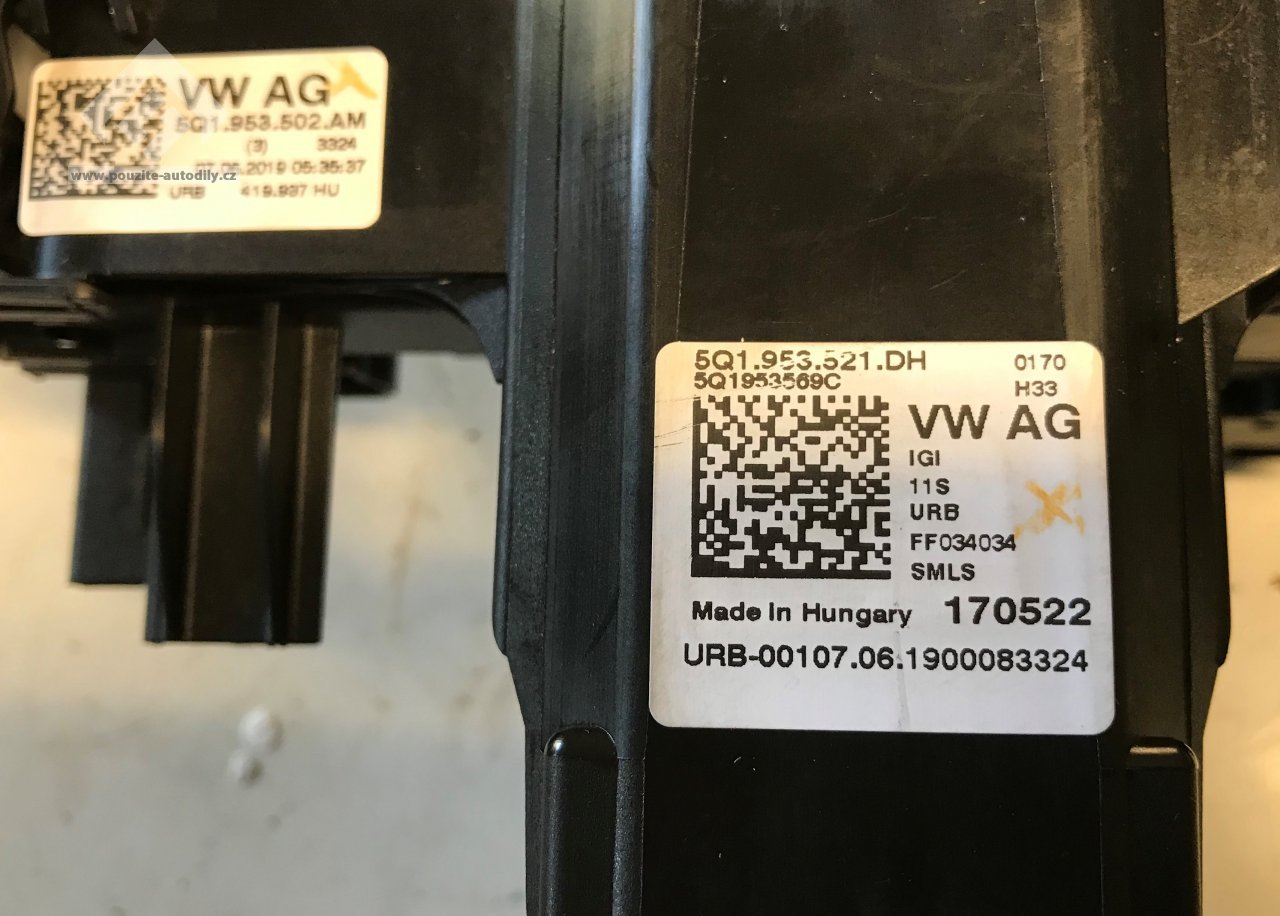 VW AG
5Q1.953.502.AM
(3) 3324
07.06.2019 05:35:37
www.pouzite-autodily.cz
URB 419.997 HU
5Q1.953.521.DH 0170
5Q1953569C H33
VW AG
IGI
11S
URB
FF034034
SMLS
Made In Hungary 170522
URB-00107.06.1900083324